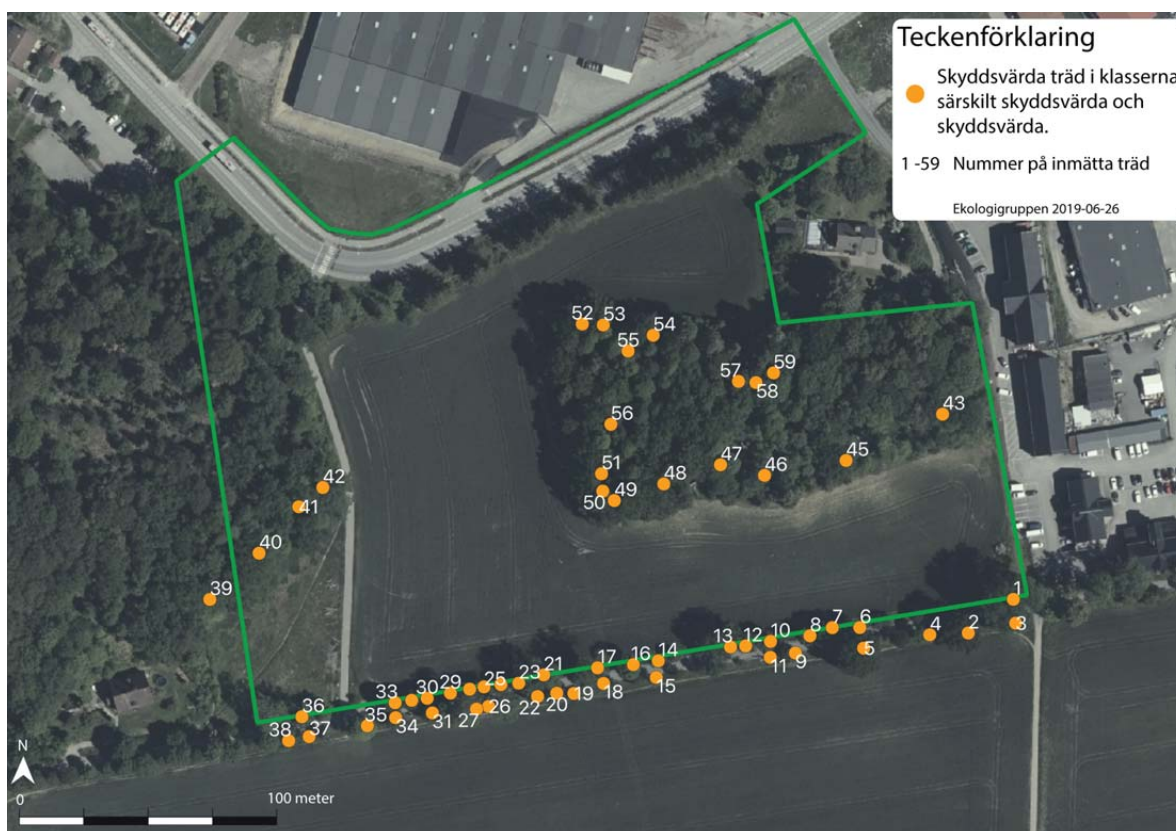 Teckenförklaring
Skyddsvärda träd i klasserna
särskilt skyddsvärda och
skyddsvärda.
1 -59 Nummer på inmätta träd
Ekologigruppen 2019-06-26
52 53 54
55
57 59
58
56
43
51 47 46 45
50 49 48
42
41
40
39
1
13 12 10 8 7 6 4 2 3
17 16 14 11 9 5
33 30 29 25 23 21 18 15
36 35 34 31 27 26 22 20 19
38 37
N
0 100 meter